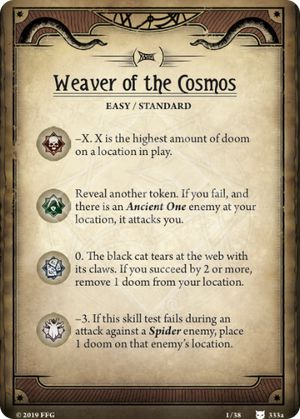 Weaver of the Cosmos
EASY / STANDARD
–X. X is the highest amount of doom
on a location in play.
Reveal another token. If you fail, and
there is an Ancient One enemy at your
location, it attacks you.
0. The black cat tears at the web with
its claws. If you succeed by 2 or more,
remove 1 doom from your location.
–3. If this skill test fails during an
attack against a Spider enemy, place
1 doom on that enemy's location.
© 2019 FFG 1/38 333a